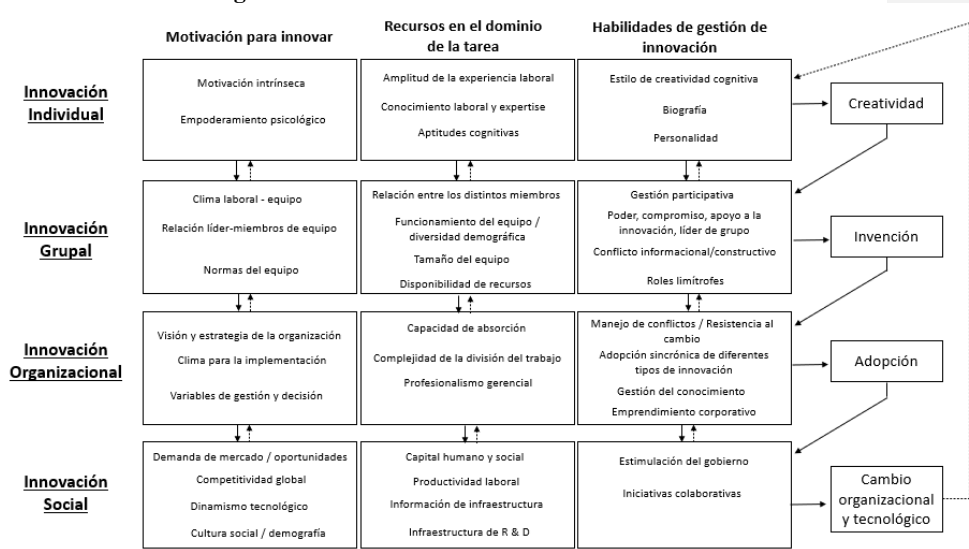 Motivación para innovar
Recursos en el dominio
de la tarea
Habilidades de gestión de
innovación
Innovación
Individual
Motivación intrínseca
Empoderamiento psicológico
Amplitud de la experiencia laboral
Conocimiento laboral y expertise
Aptitudes cognitivas
Estilo de creatividad cognitiva
Biografía
Personalidad
Creatividad
Innovación
Grupal
Clima laboral - equipo
Relación líder-miembros de equipo
Normas del equipo
Relación entre los distintos miembros
Funcionamiento del equipo /
diversidad demográfica
Tamaño del equipo
Disponibilidad de recursos
Gestión participativa
Poder, compromiso, apoyo a la
innovación, líder de grupo
Conflicto informacional/constructivo
Roles limítrofes
Invención
Innovación
Organizacional
Visión y estrategia de la organización
Clima para la implementación
Variables de gestión y decisión
Capacidad de absorción
Complejidad de la división del trabajo
Profesionalismo gerencial
Manejo de conflictos / Resistencia al
cambio
Adopción sincrónica de diferentes
tipos de innovación
Gestión del conocimiento
Emprendimiento corporativo
Adopción
Innovación
Social
Demanda de mercado / oportunidades
Competitividad global
Dinamismo tecnológico
Cultura social / demografía
Capital humano y social
Productividad laboral
Información de infraestructura
Infraestructura de R & D
Estimulación del gobierno
Iniciativas colaborativas
Cambio
organizacional
y tecnológico